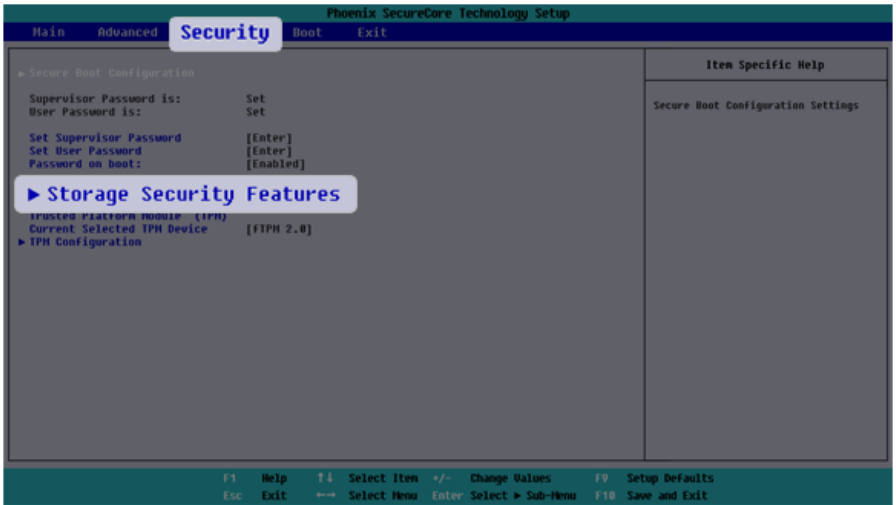 Phoenix SecureCore Technology Setup
Main Advanced Security Boot Exit
▶ Secure Boot Configuration
Item Specific Help
Supervisor Password is: Set
User Password is: Set
Secure Boot Configuration Settings
Set Supervisor Password [Enter]
Set User Password [Enter]
Password on boot: [Enabled]
▶ Storage Security Features
Trusted Platform Module (TPM)
Current Selected TPM Device [fTPM 2.0]
▶ TPM Configuration
F1 Help ↑↓ Select Item +/- Change Values F9 Setup Defaults
Esc Exit ←→ Select Menu Enter Select ▶ Sub-Menu F10 Save and Exit